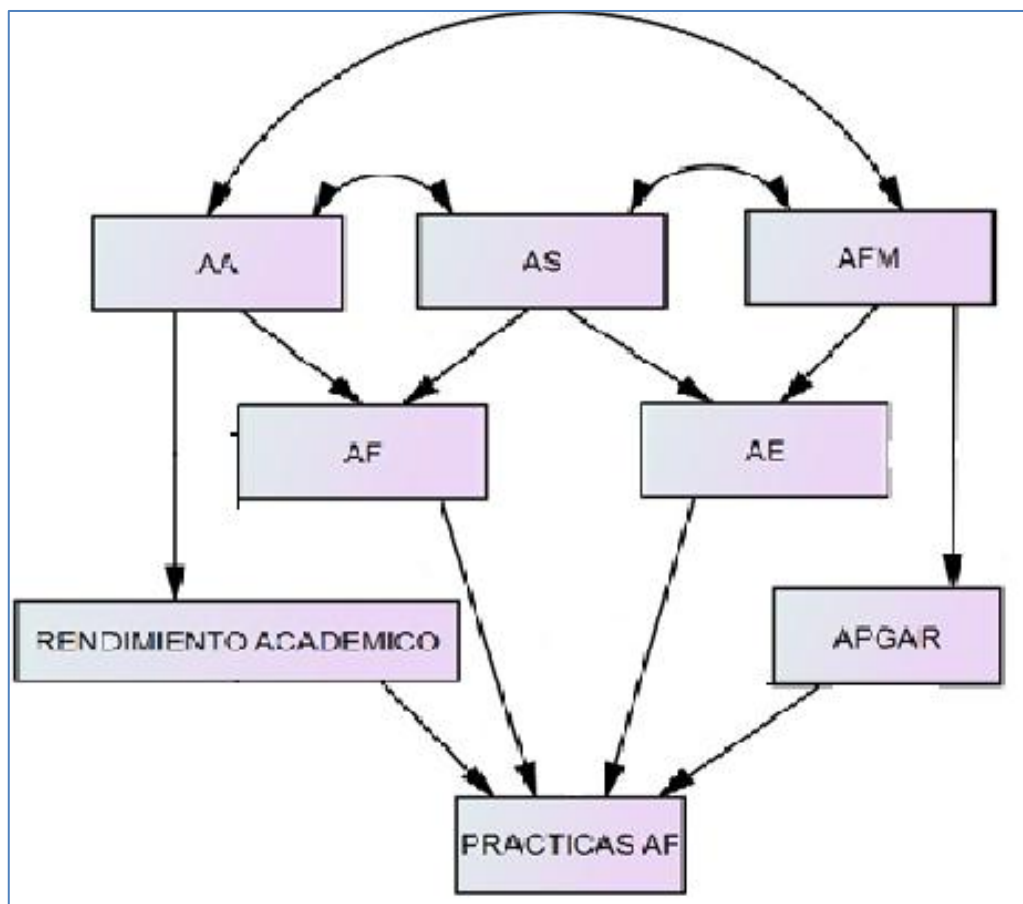 AA
AS
AFM
AF
AE
RENDIMIENTO ACADEMICO
APGAR
PRACTICAS AF